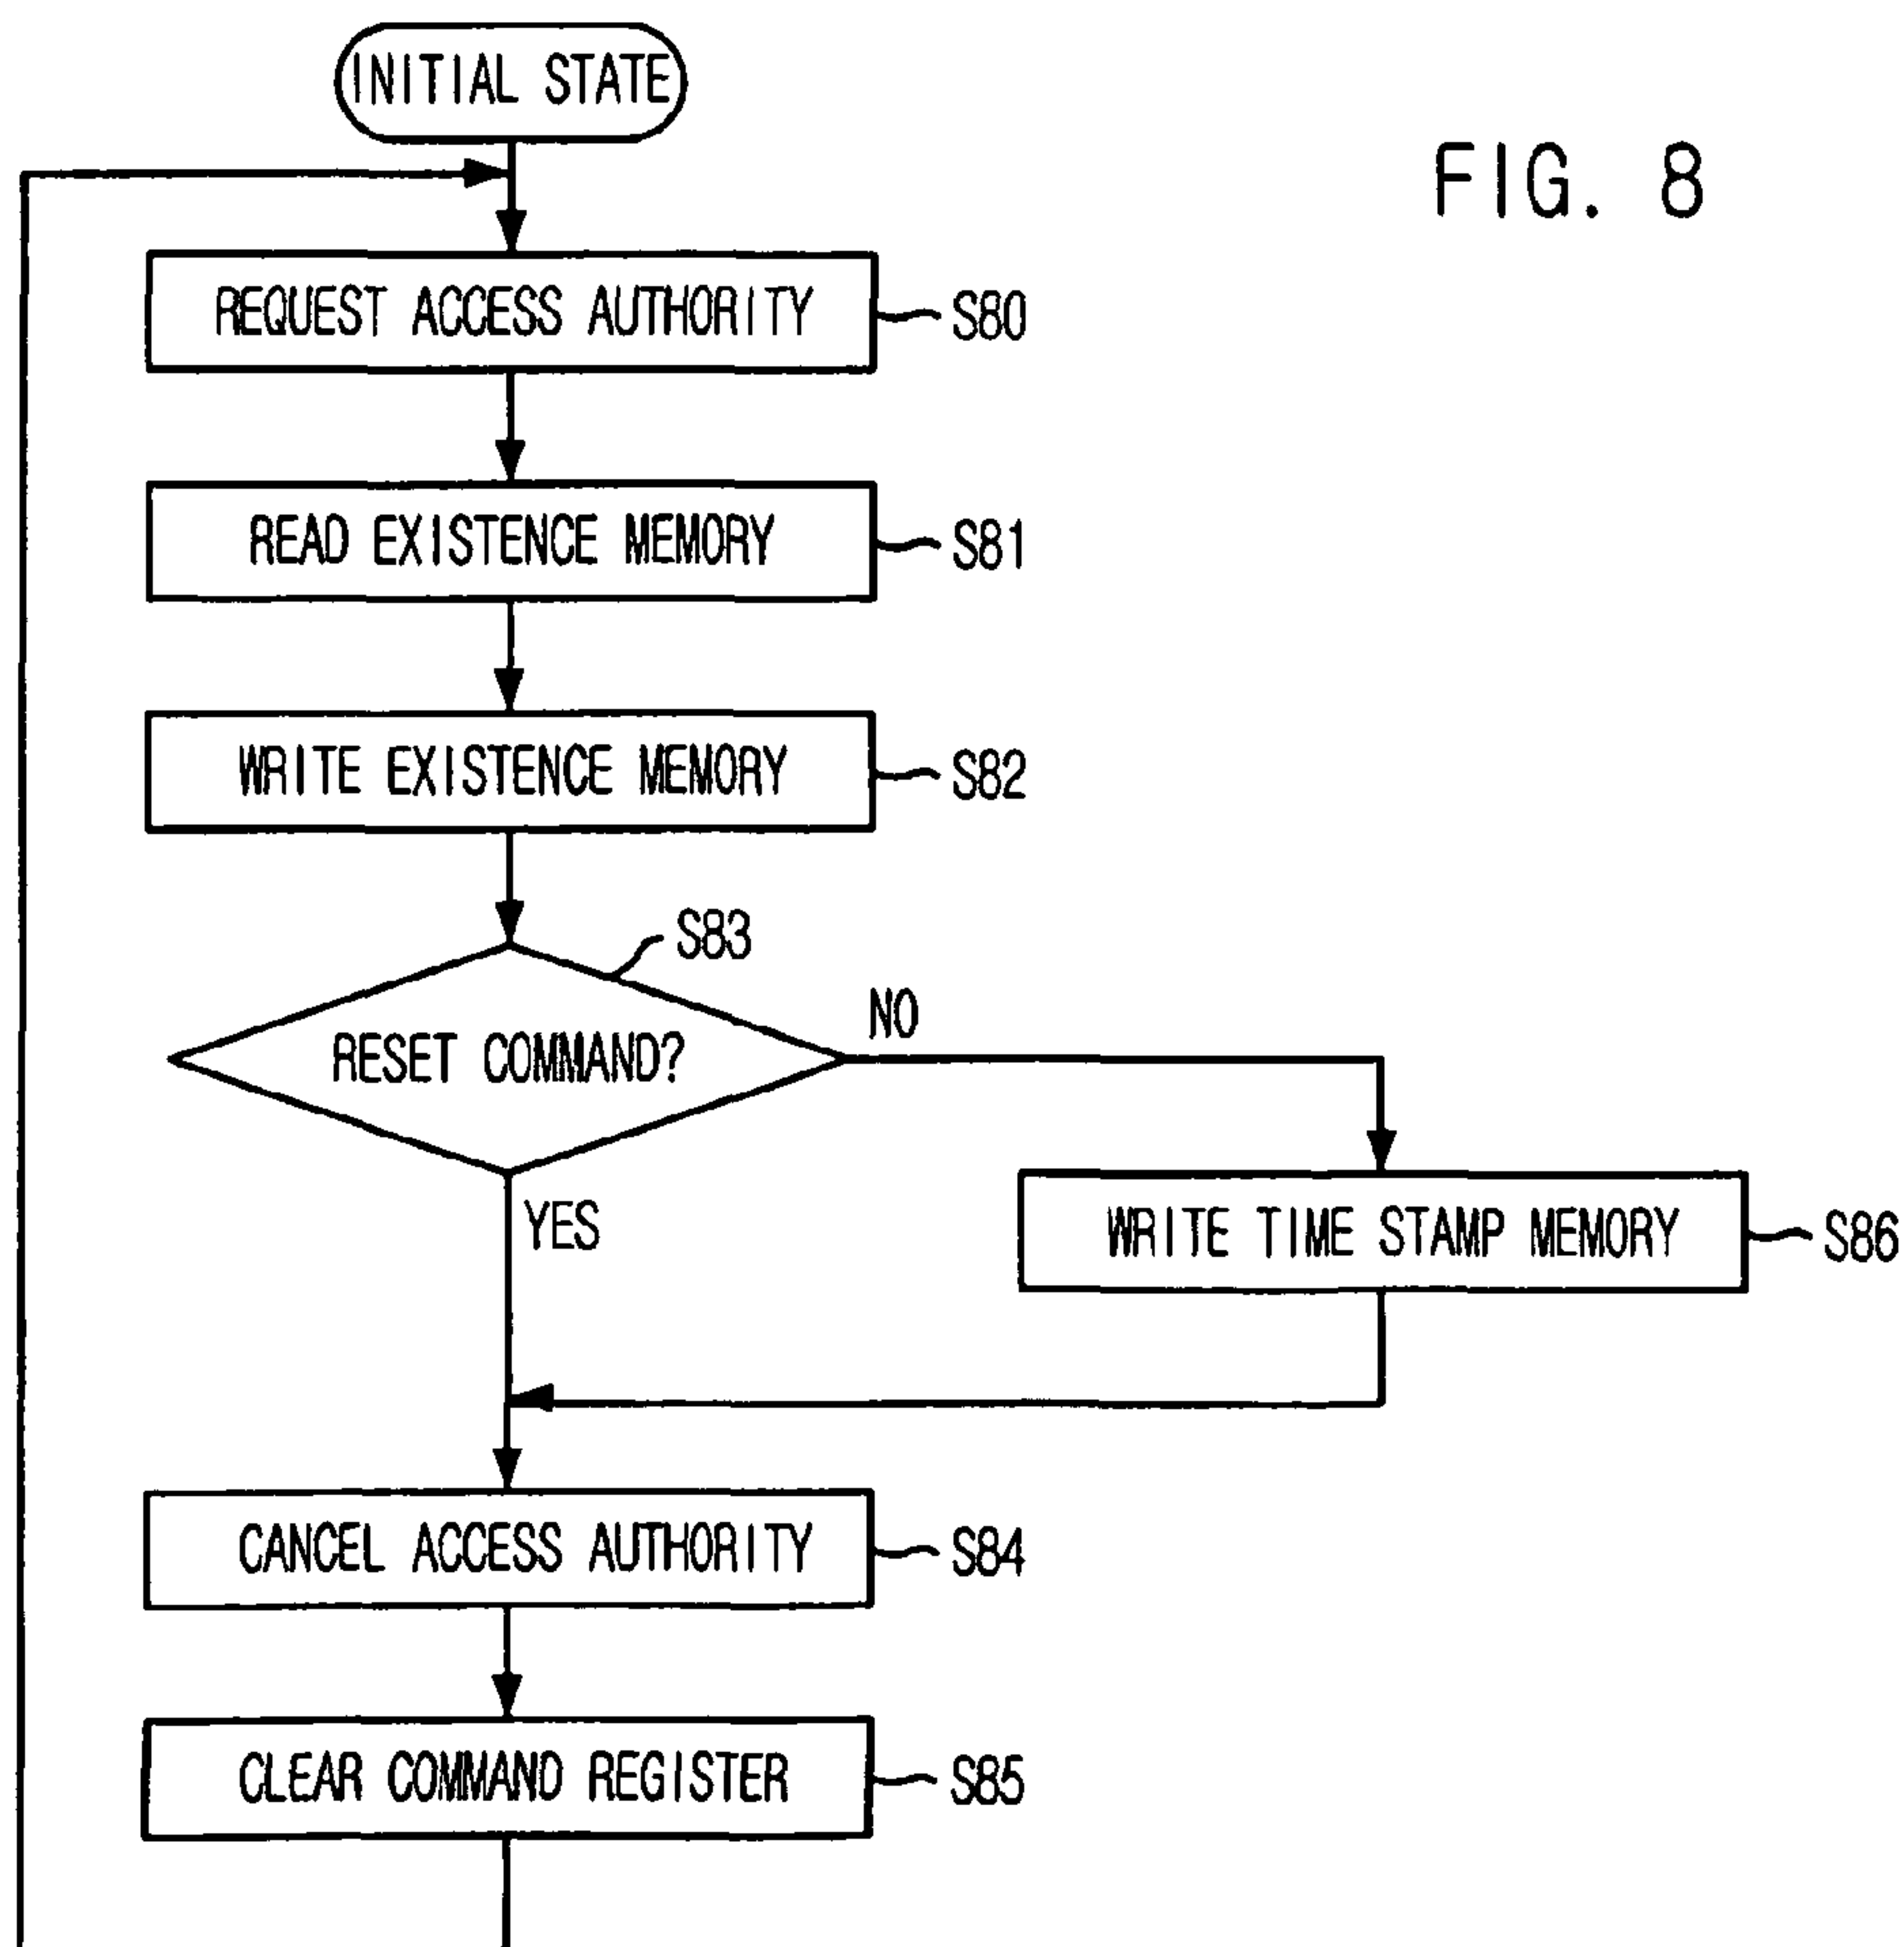 INITIAL STATE
FIG. 8
REQUEST ACCESS AUTHORITY
S80
READ EXISTENCE MEMORY
S81
WRITE EXISTENCE MEMORY
S82
S83
RESET COMMAND?
NO
YES
WRITE TIME STAMP MEMORY
S86
CANCEL ACCESS AUTHORITY
S84
CLEAR COMMAND REGISTER
S85